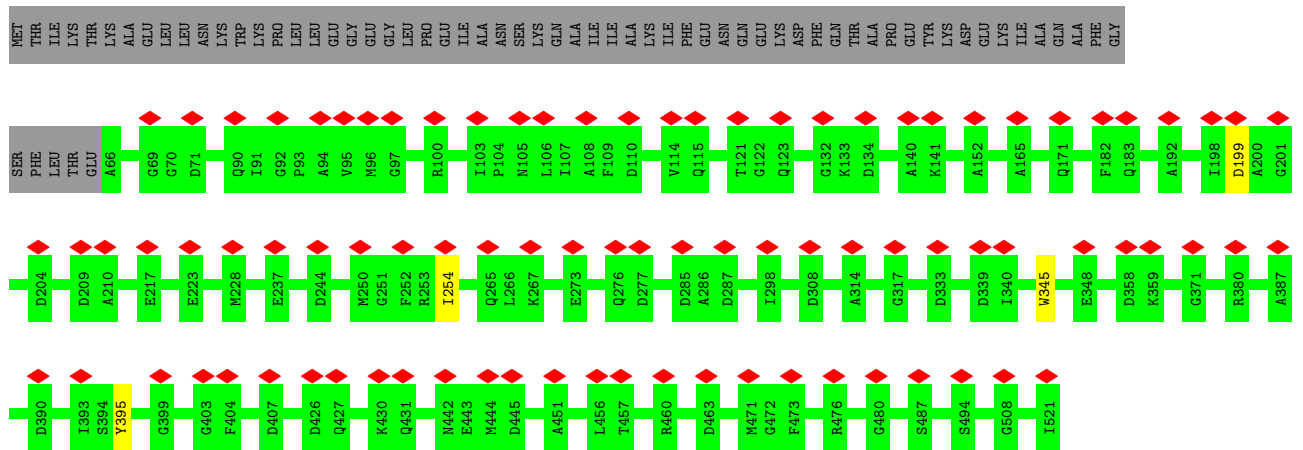 MET THR ILE LYS THR LYS ALA GLU LEU LEU ASN LYS TRP LYS PRO LEU LEU GLU GLY GLU GLY LEU PRO GLU ILE ALA ASN SER LYS GLN ALA ILE ILE ALA LYS ILE PHE GLU ASN GLN GLU LYS ASP PHE GLN THR ALA PRO GLU TYR LYS ASP GLU LYS ILE ALA GLN ALA PHE GLY
SER PHE LEU THR GLU A66 G69 G70 D71 Q90 I91 G92 P93 A94 V95 M96 G97 R100 I103 P104 N105 L106 I107 A108 F109 D110 V114 Q115 T121 G122 Q123 G132 K133 D134 A140 K141 A152 A165 Q171 F182 Q183 A192 I198 D199 A200 G201
D204 D209 A210 E217 E223 M228 E237 D244 M250 G251 F252 R253 I254 Q265 L266 K267 E273 Q276 D277 D285 A286 D287 I298 D308 A314 G317 D333 D339 I340 W345 E348 D358 K359 G371 R380 A387
D390 I393 S394 Y395 G399 G403 F404 D407 D426 Q427 K430 Q431 N442 E443 M444 D445 A451 L456 T457 R460 D463 M471 G472 F473 R476 G480 S487 S494 G508 I521